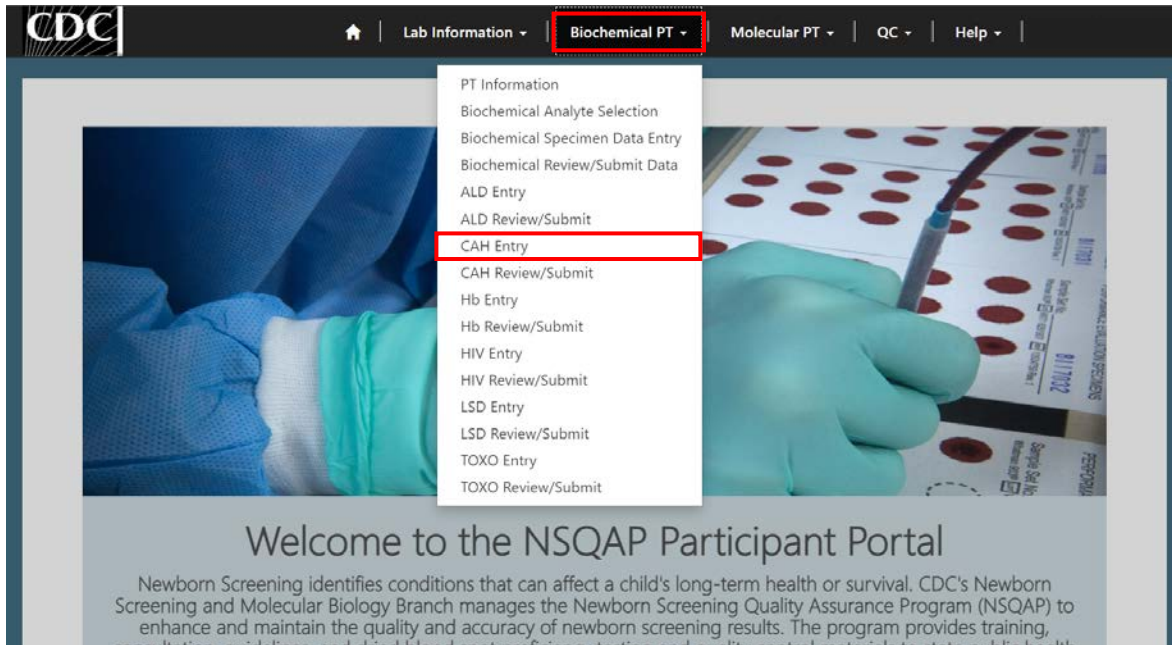 CDC
Lab Information
Biochemical PT
Molecular PT
QC
Help
PT Information
Biochemical Analyte Selection
Biochemical Specimen Data Entry
Biochemical Review/Submit Data
ALD Entry
ALD Review/Submit
CAH Entry
CAH Review/Submit
Hb Entry
Hb Review/Submit
HIV Entry
HIV Review/Submit
LSD Entry
LSD Review/Submit
TOXO Entry
TOXO Review/Submit
8117031
8117032
Welcome to the NSQAP Participant Portal
Newborn Screening identifies conditions that can affect a child's long-term health or survival. CDC's Newborn
Screening and Molecular Biology Branch manages the Newborn Screening Quality Assurance Program (NSQAP) to
enhance and maintain the quality and accuracy of newborn screening results. The program provides training,